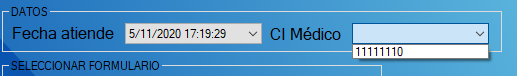 DATOS
Fecha atiende 5/11/2020 17:19:29 CI Médico
11111110
SELECCIONAR FORMULARIO